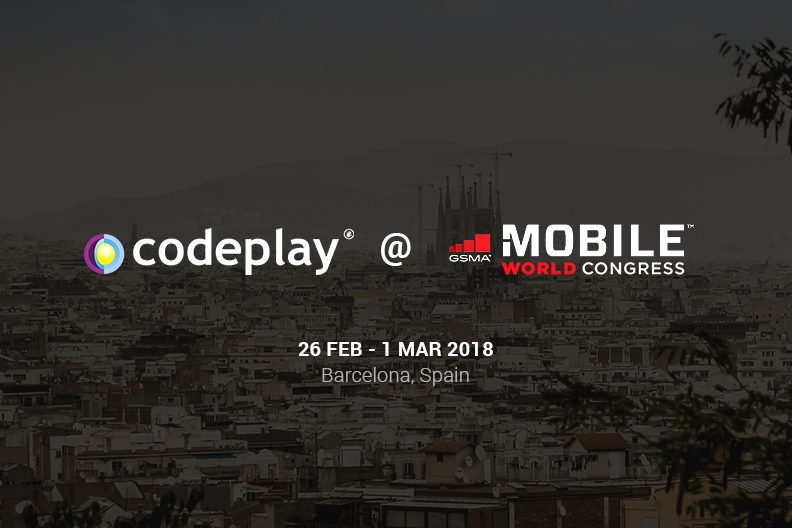 codeplay® @ GSMA MOBILE™
WORLD CONGRESS
26 FEB - 1 MAR 2018
Barcelona, Spain